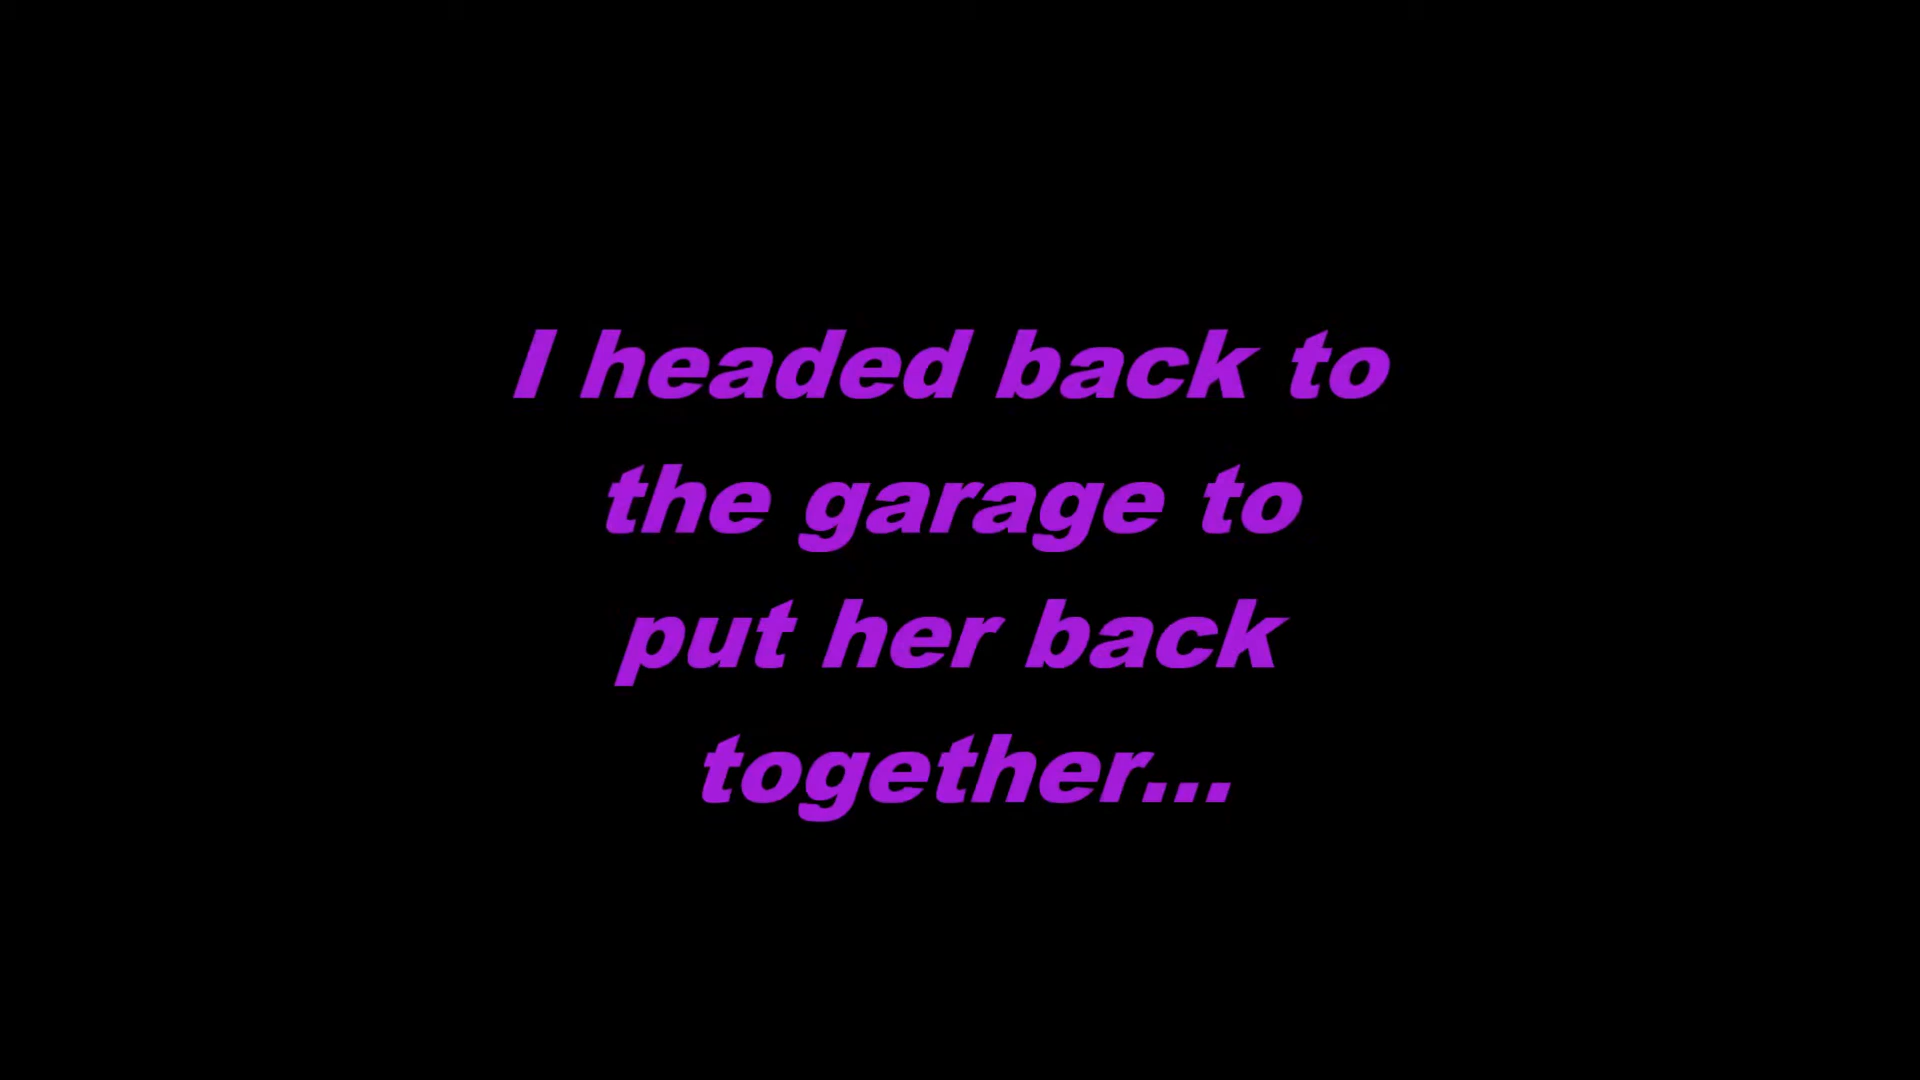 I headed back to
the garage to
put her back
together...